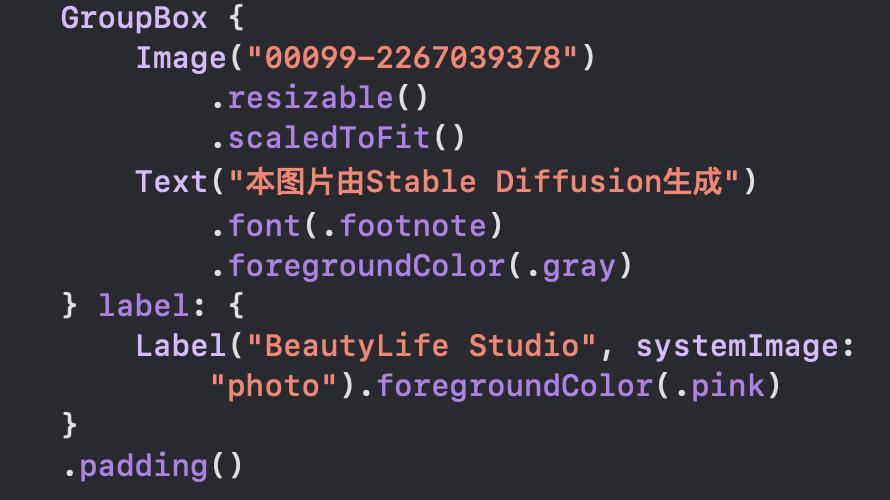 GroupBox {
    Image("00099-2267039378")
        .resizable()
        .scaledToFit()
    Text("本图片由Stable Diffusion生成")
        .font(.footnote)
        .foregroundColor(.gray)
} label: {
    Label("BeautyLife Studio", systemImage:
        "photo").foregroundColor(.pink)
}
.padding()